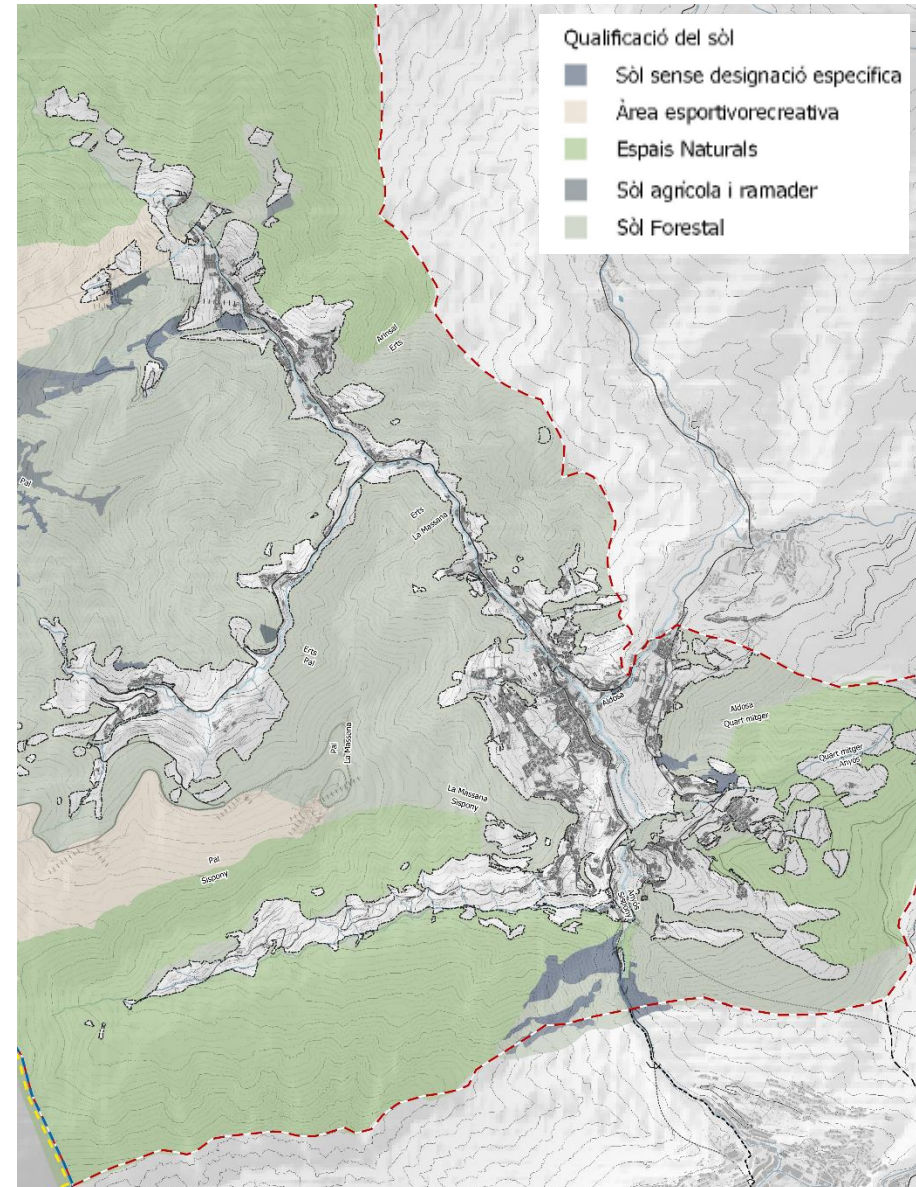 Qualificació del sòl
Sòl sense designació específica
Àrea esportivorecreativa
Espais Naturals
Sòl agrícola i ramader
Sòl Forestal
Arinsal
Erts
Pal
Erts
La Massana
Erts
Pal
Aldosa
Aldosa
Quart mitger
Pal
La Massana
Quart mitger
Anyós
La Massana
Sispony
Pal
Sispony
Anyós
Sispony